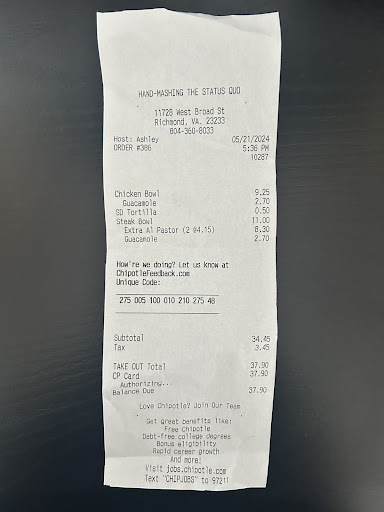 HAND-MASHING THE STATUS QUO
11728 West Broad St
Richmond, VA. 23233
804-360-8033
Host: Ashley 05/21/2024
ORDER #386 5:36 PM
10287
Chicken Bowl 9.25
Guacamole 2.70
SD Tortilla 0.50
Steak Bowl 11.00
Extra Al Pastor (2 @4.15) 8.30
Guacamole 2.70
How're we doing? Let us know at
ChipotleFeedback.com
Unique Code:
275 005 100 010 210 275 48
Subtotal 34.45
Tax 3.45
TAKE OUT Total 37.90
CP Card 37.90
Authorizing...
Balance Due 37.90
Love Chipotle? Join Our Team
Get great benefits like:
Free Chipotle
Debt-free college degrees
Bonus eligibility
Rapid career growth
And more!
Visit jobs.chipotle.com
Text "CHIPJOBS" to 97211